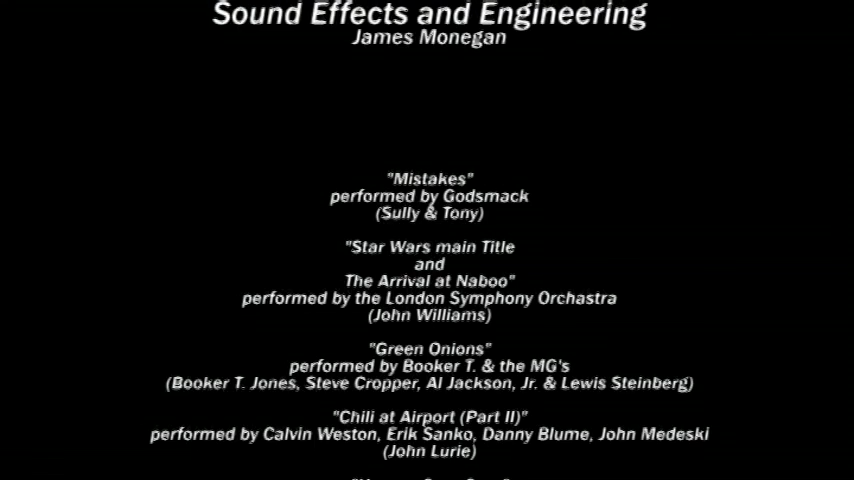 Sound Effects and Engineering
James Monegan
"Mistakes"
performed by Godsmack
(Sully & Tony)
"Star Wars main Title
and
The Arrival at Naboo"
performed by the London Symphony Orchastra
(John Williams)
"Green Onions"
performed by Booker T. & the MG's
(Booker T. Jones, Steve Cropper, Al Jackson, Jr. & Lewis Steinberg)
"Chili at Airport (Part II)"
performed by Calvin Weston, Erik Sanko, Danny Blume, John Medeski
(John Lurie)